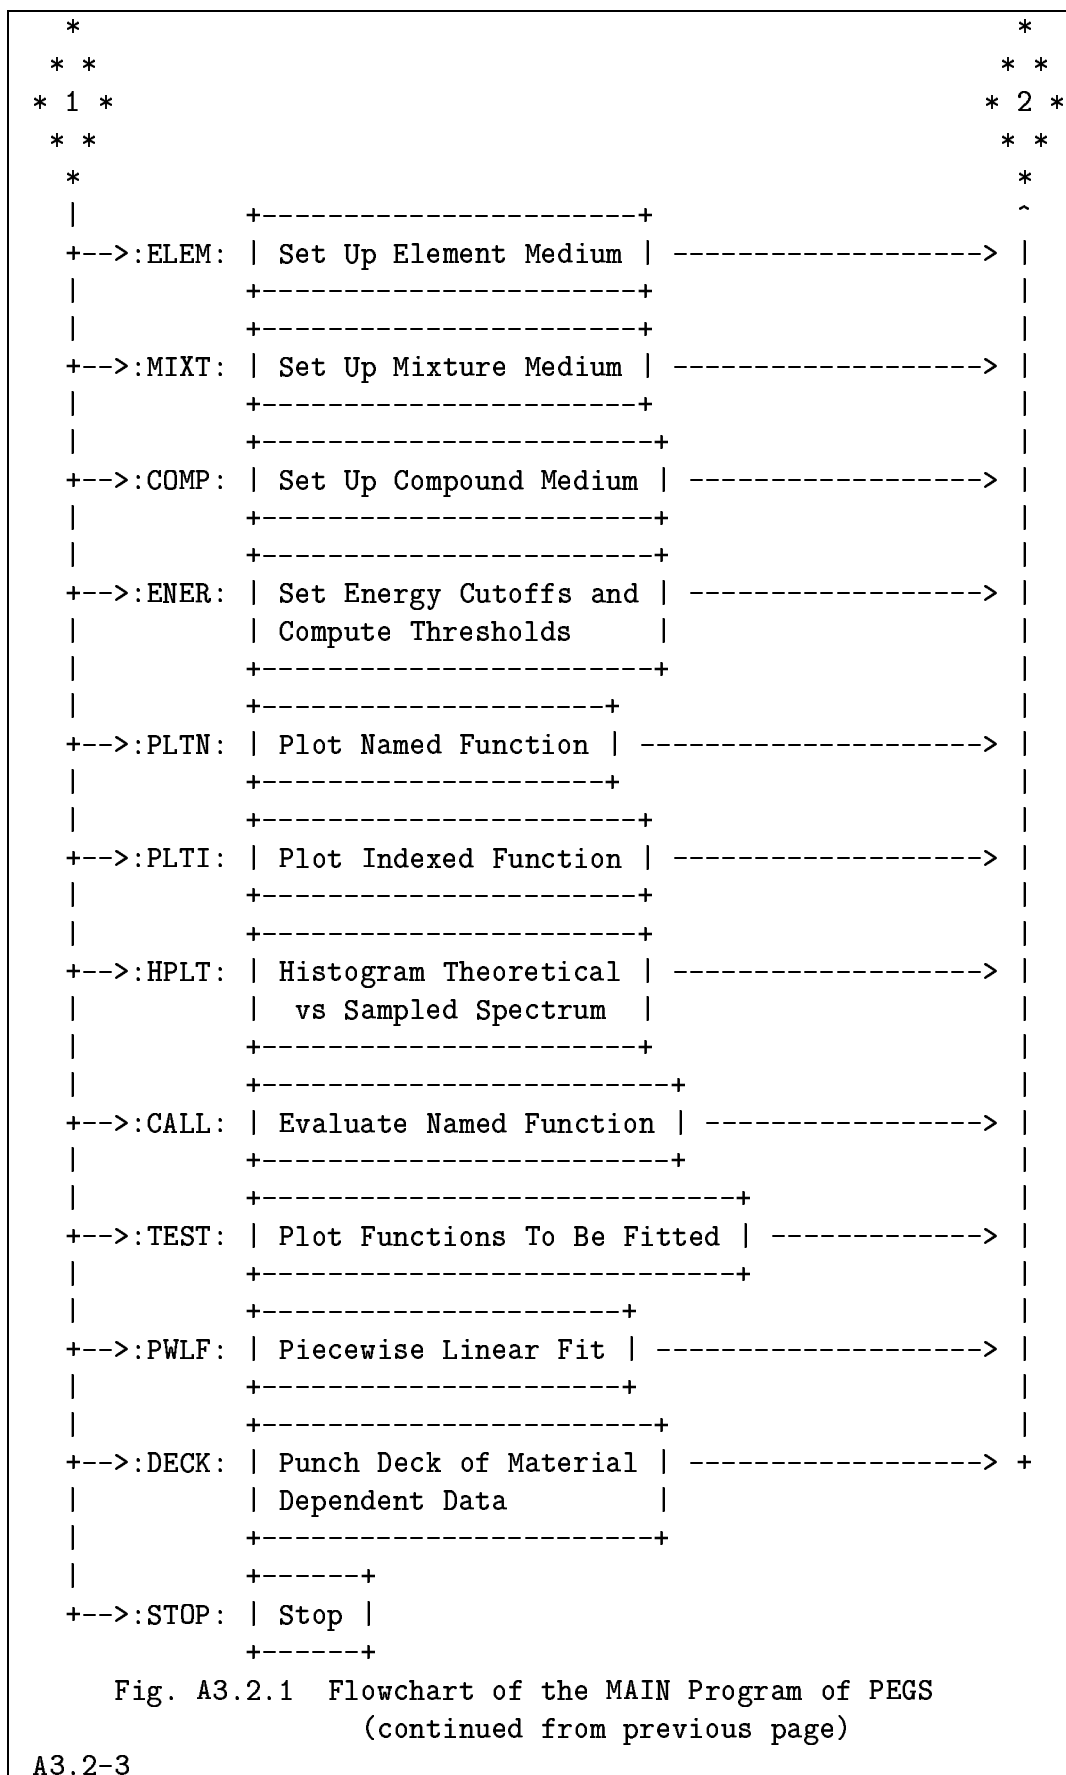 * *
* * * *
* 1 * * 2 *
* * * *
* *
| +-----------------------+ ^
+-->:ELEM: | Set Up Element Medium | -------------------> |
| +-----------------------+ |
| +-----------------------+ |
+-->:MIXT: | Set Up Mixture Medium | -------------------> |
| +-----------------------+ |
| +------------------------+ |
+-->:COMP: | Set Up Compound Medium | ------------------> |
| +------------------------+ |
| +------------------------+ |
+-->:ENER: | Set Energy Cutoffs and | ------------------> |
| | Compute Thresholds | |
| +------------------------+ |
| +---------------------+ |
+-->:PLTN: | Plot Named Function | ---------------------> |
| +---------------------+ |
| +-----------------------+ |
+-->:PLTI: | Plot Indexed Function | -------------------> |
| +-----------------------+ |
| +-----------------------+ |
+-->:HPLT: | Histogram Theoretical | -------------------> |
| | vs Sampled Spectrum | |
| +-----------------------+ |
| +-------------------------+ |
+-->:CALL: | Evaluate Named Function | -----------------> |
| +-------------------------+ |
| +-----------------------------+ |
+-->:TEST: | Plot Functions To Be Fitted | -------------> |
| +-----------------------------+ |
| +----------------------+ |
+-->:PWLF: | Piecewise Linear Fit | --------------------> |
| +----------------------+ |
| +------------------------+ |
+-->:DECK: | Punch Deck of Material | ------------------> +
| | Dependent Data |
| +------------------------+
| +------+
+-->:STOP: | Stop |
+------+
Fig. A3.2.1 Flowchart of the MAIN Program of PEGS
(continued from previous page)
A3.2-3